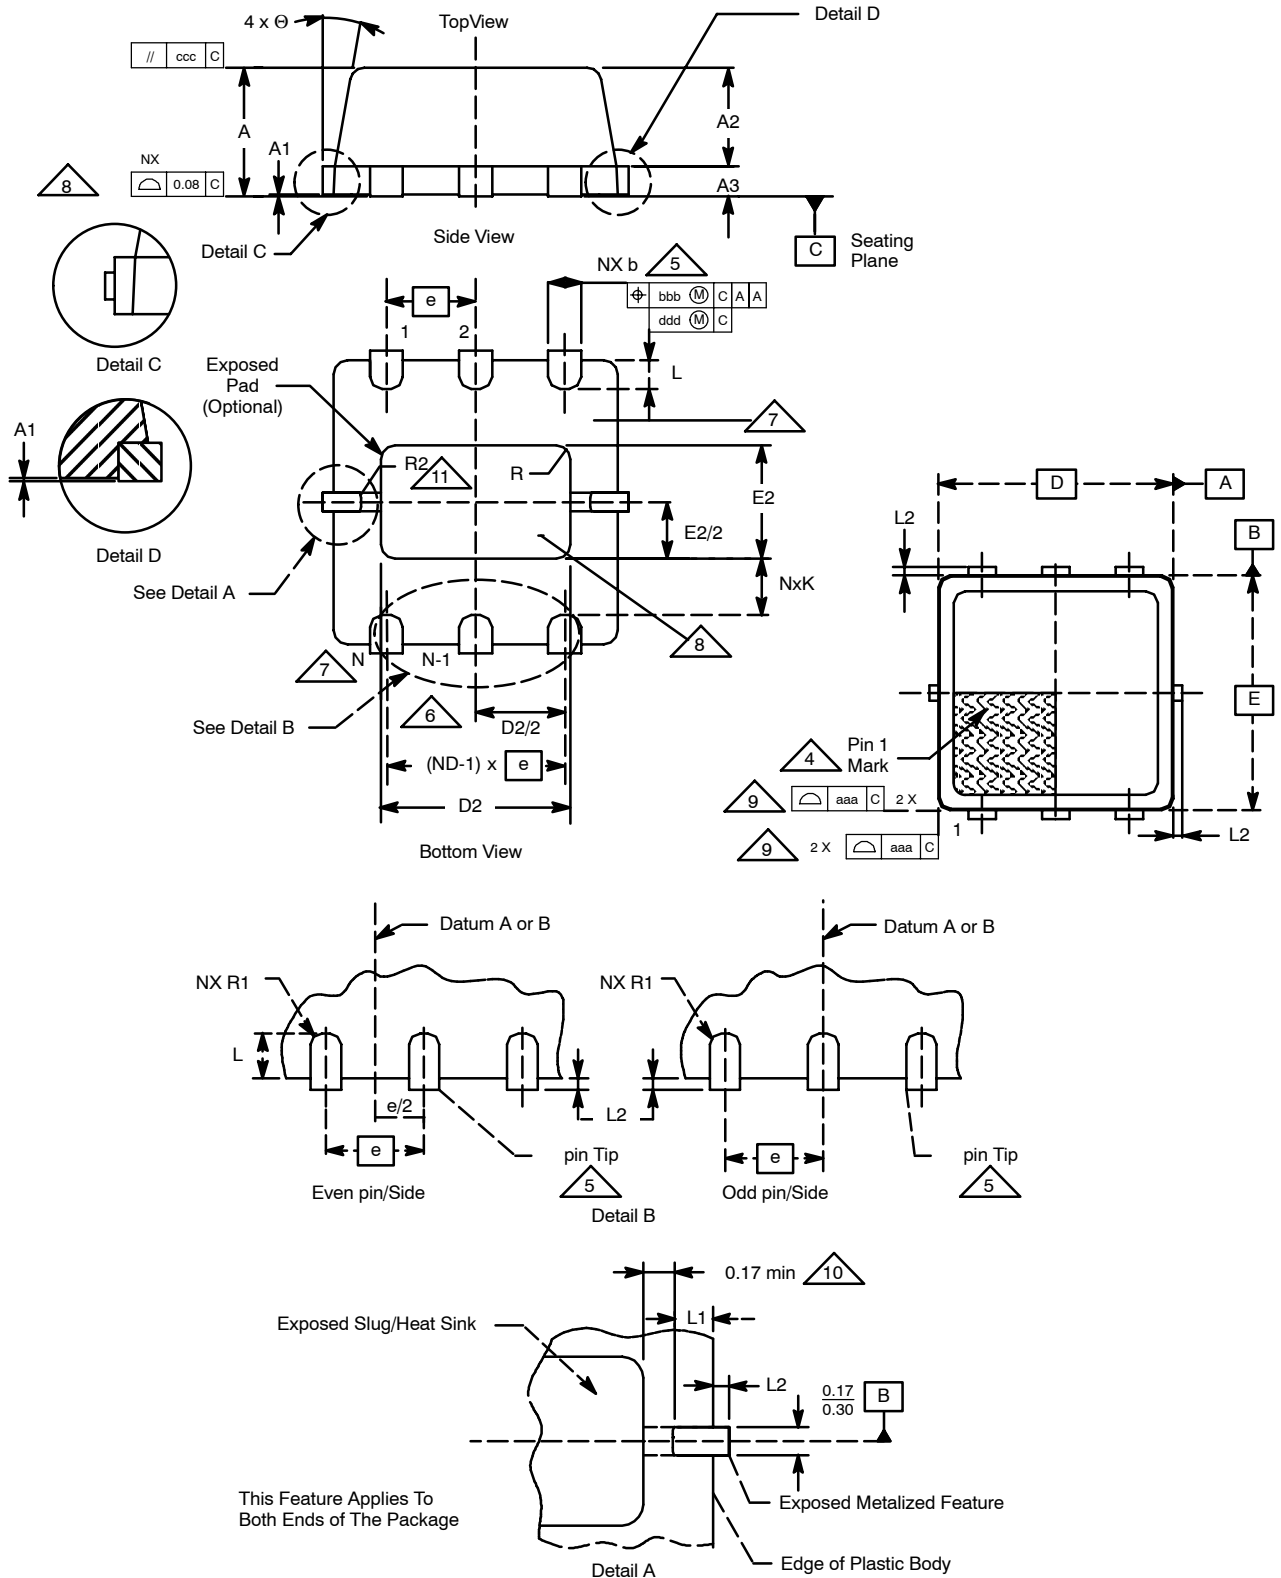 4 x Θ
TopView
Detail D
// ccc C
A
A1
A2
A3
NX
8
0.08 C
Detail C
Side View
C
Seating
Plane
NX b
5
bbb M C A A
ddd M C
e
1
2
L
Detail C
Exposed
Pad
(Optional)
7
A1
R2
11
R
E2
E2/2
Detail D
See Detail A
NxK
8
7
N
N-1
See Detail B
6
D2/2
(ND-1) x e
D2
Bottom View
D
A
L2
B
E
4
Pin 1
Mark
9
aaa C 2 X
1
L2
9
2 X aaa C
Datum A or B
Datum A or B
NX R1
NX R1
L
e/2
L2
e
e
pin Tip
5
pin Tip
5
Even pin/Side
Odd pin/Side
Detail B
0.17 min
10
Exposed Slug/Heat Sink
L1
L2
0.17
0.30
B
This Feature Applies To
Both Ends of The Package
Exposed Metalized Feature
Edge of Plastic Body
Detail A